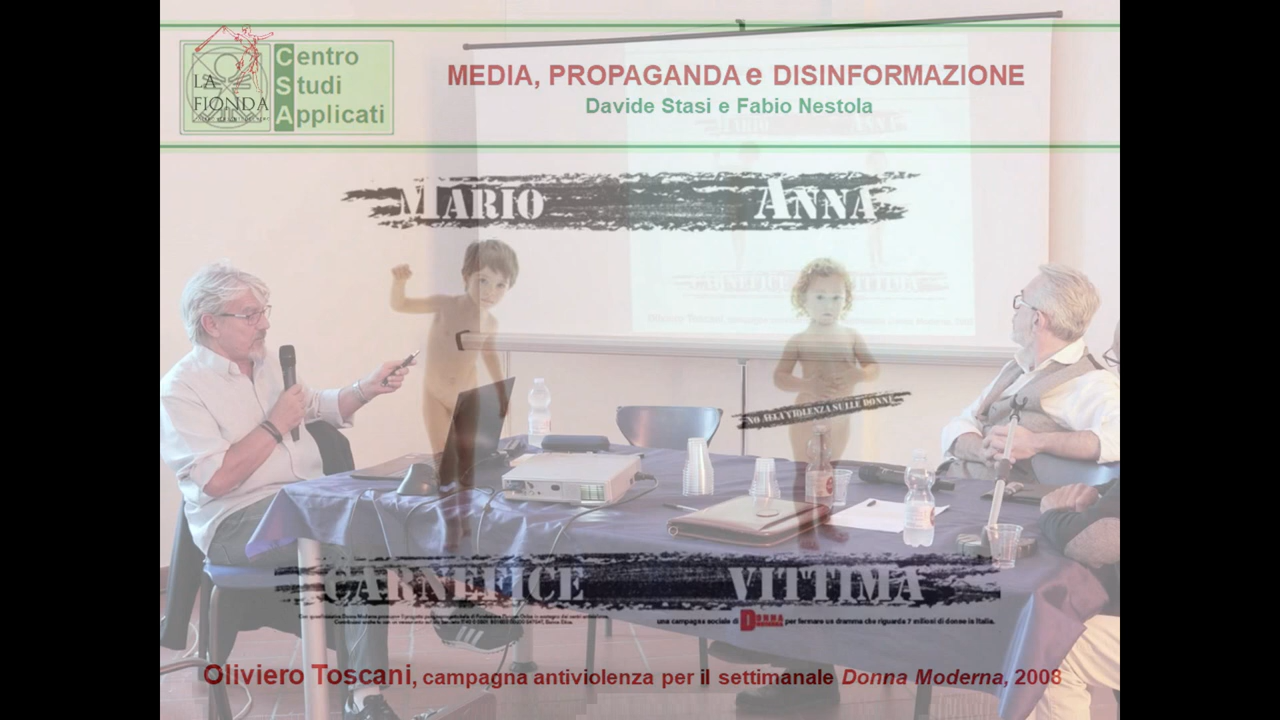 LA FIONDA
Centro
Studi
Applicati
MEDIA, PROPAGANDA e DISINFORMAZIONE
Davide Stasi e Fabio Nestola
MARIO ANNA
NO ALLA VIOLENZA SULLE DONNE
CARNEFICE VITTIMA
una campagna sociale di DONNA MODERNA per fermare un dramma che riguarda 7 milioni di donne in Italia.
Oliviero Toscani, campagna antiviolenza per il settimanale Donna Moderna, 2008